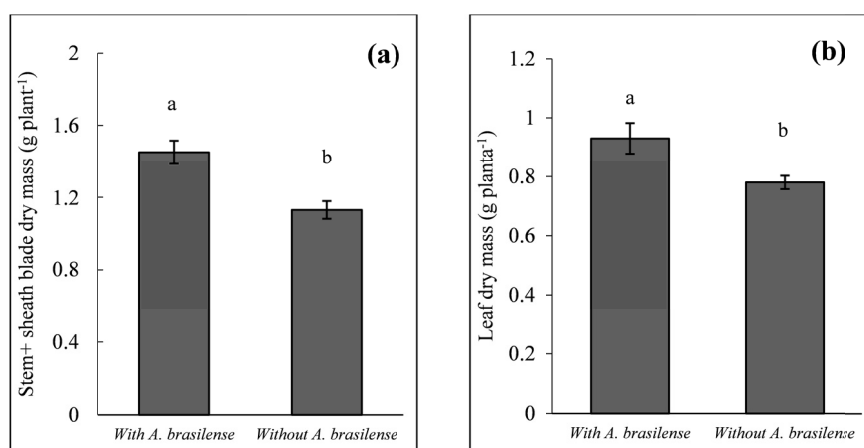 (a)
Stem+ sheath blade dry mass (g plant-1)
2
1.6
1.2
0.8
0.4
0
a
b
With A. brasilense
Without A. brasilense
(b)
Leaf dry mass (g planta-1)
1.2
1
0.8
0.6
0.4
0.2
0
a
b
With A. brasilense
Without A. brasilense